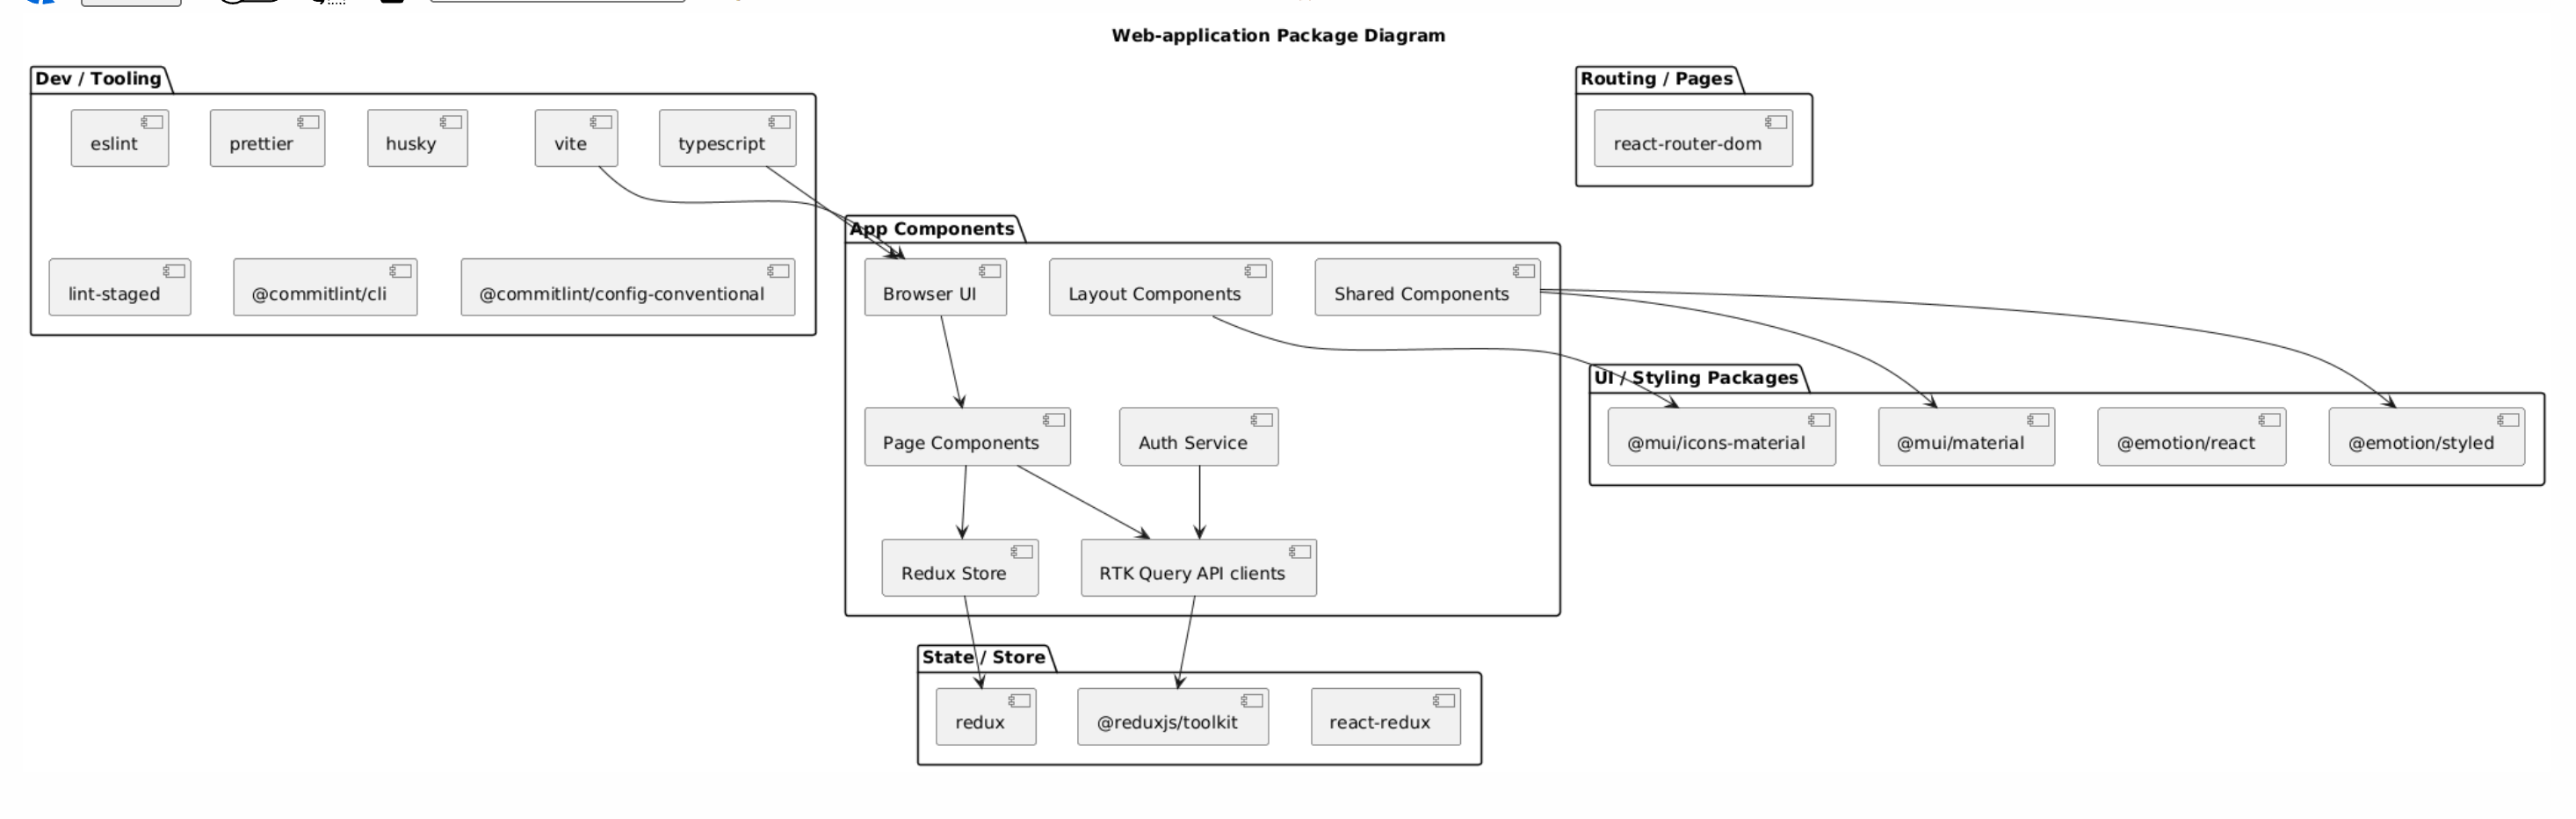 Web-application Package Diagram
Dev / Tooling
eslint
prettier
husky
vite
typescript
lint-staged
@commitlint/cli
@commitlint/config-conventional
Routing / Pages
react-router-dom
App Components
Browser UI
Layout Components
Shared Components
Page Components
Auth Service
Redux Store
RTK Query API clients
UI / Styling Packages
@mui/icons-material
@mui/material
@emotion/react
@emotion/styled
State / Store
redux
@reduxjs/toolkit
react-redux